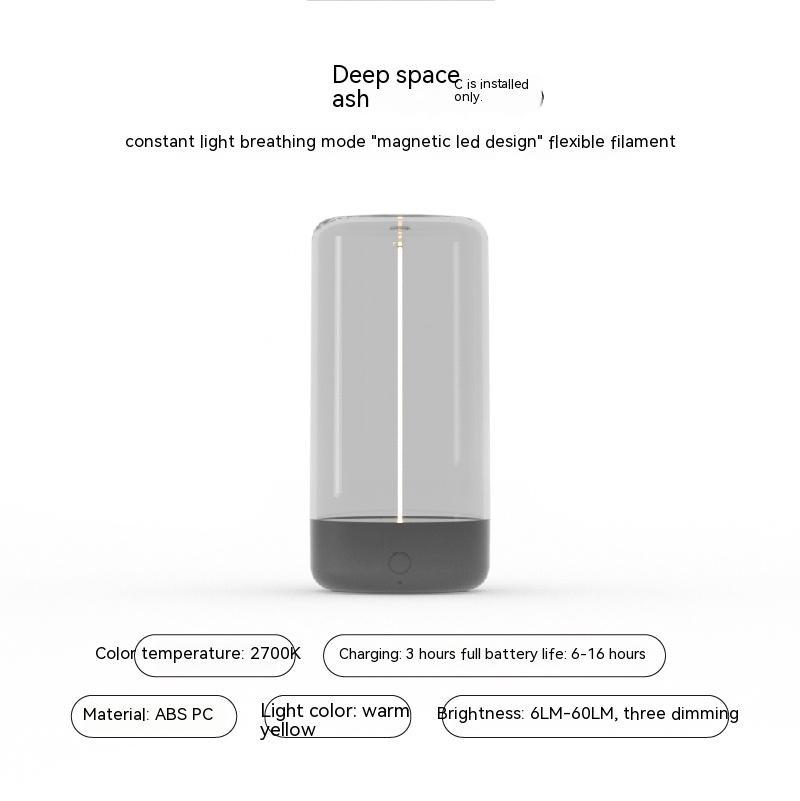 Deep space
ash
C is installed
only.
)
constant light breathing mode "magnetic led design" flexible filament
Color temperature: 2700K
Charging: 3 hours full battery life: 6-16 hours
Material: ABS PC
Light color: warm
yellow
Brightness: 6LM-60LM, three dimming